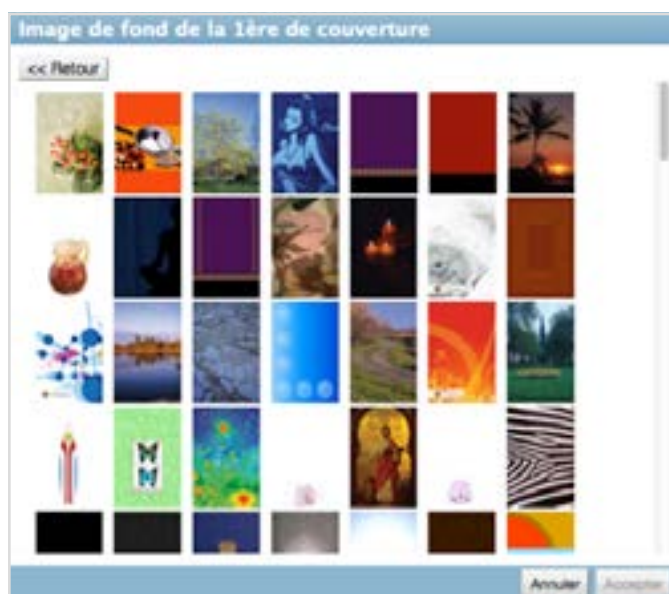 Image de fond de la 1ère de couverture
<< Retour
Annuler
Accepter